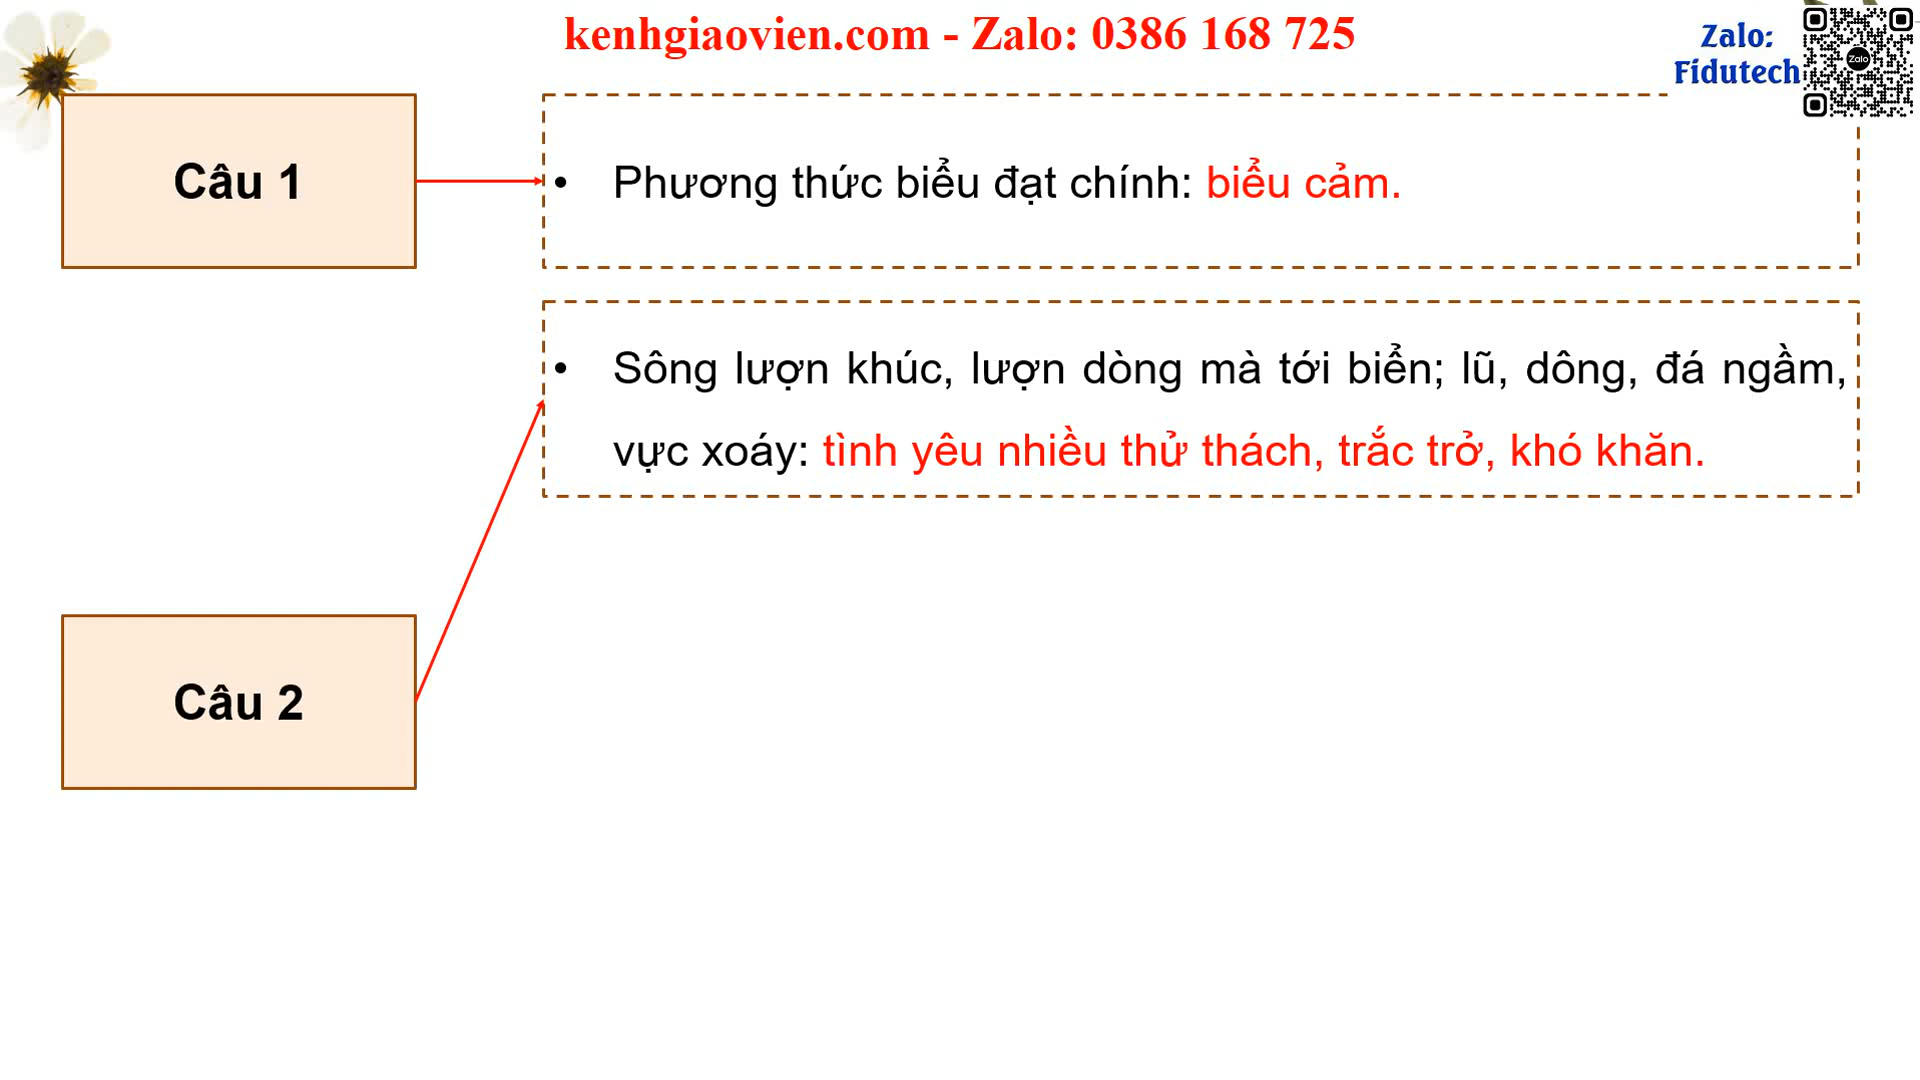 kenhgiaovien.com - Zalo: 0386 168 725
Zalo:
Fidutech
Zalo
Câu 1
• Phương thức biểu đạt chính: biểu cảm.
• Sông lượn khúc, lượn dòng mà tới biển; lũ, dông, đá ngầm,
vực xoáy: tình yêu nhiều thử thách, trắc trở, khó khăn.
Câu 2